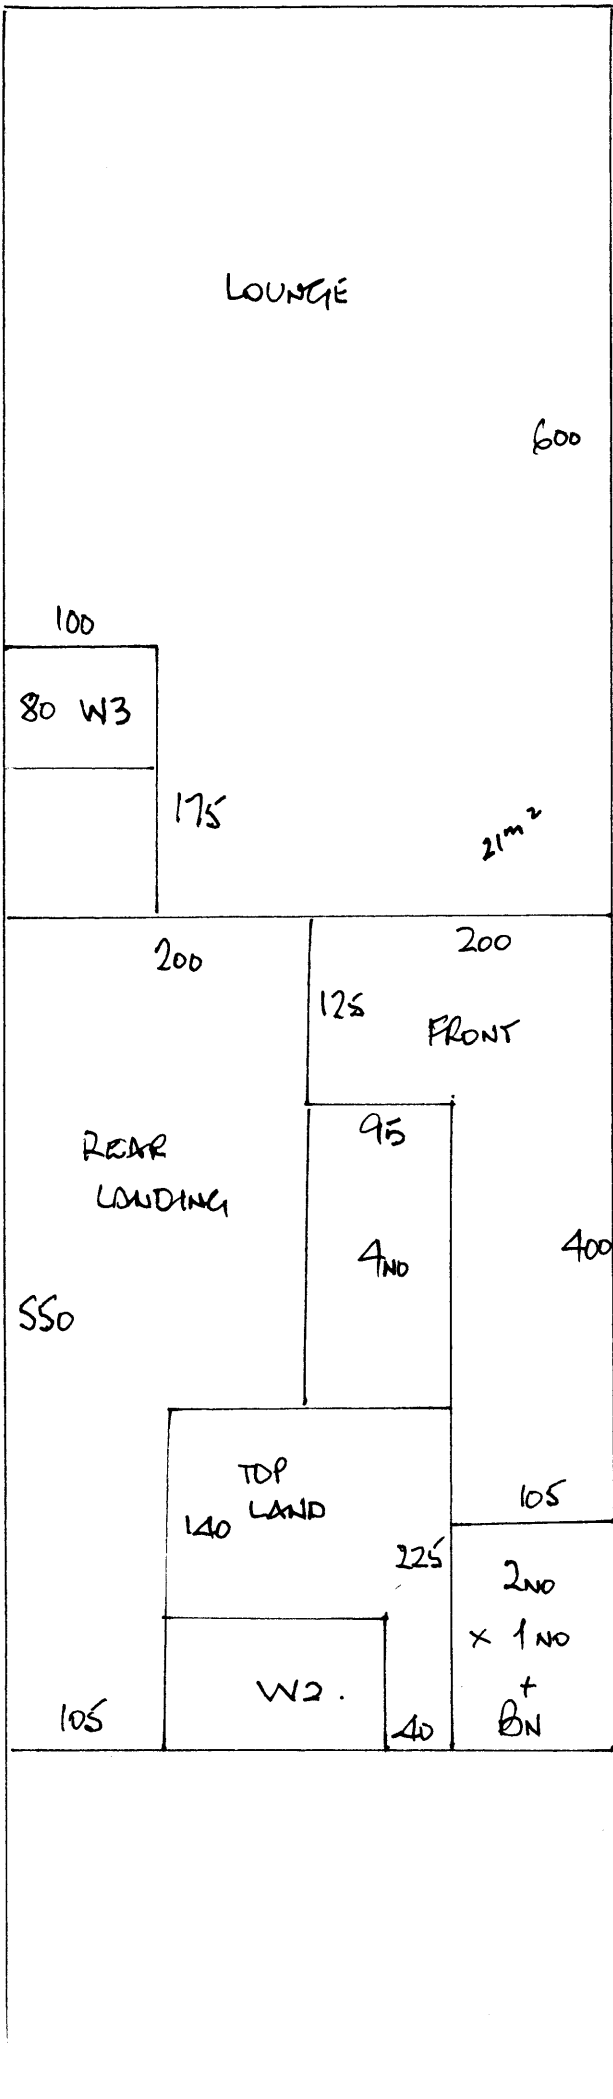 LOUNGE
600
100
80 W3
175
21m²
200
200
125
FRONT
95
REAR
LANDING
4NO
400
550
TOP
LAND
140
105
225
2NO
× 1NO
+
BN
W2.
105
40